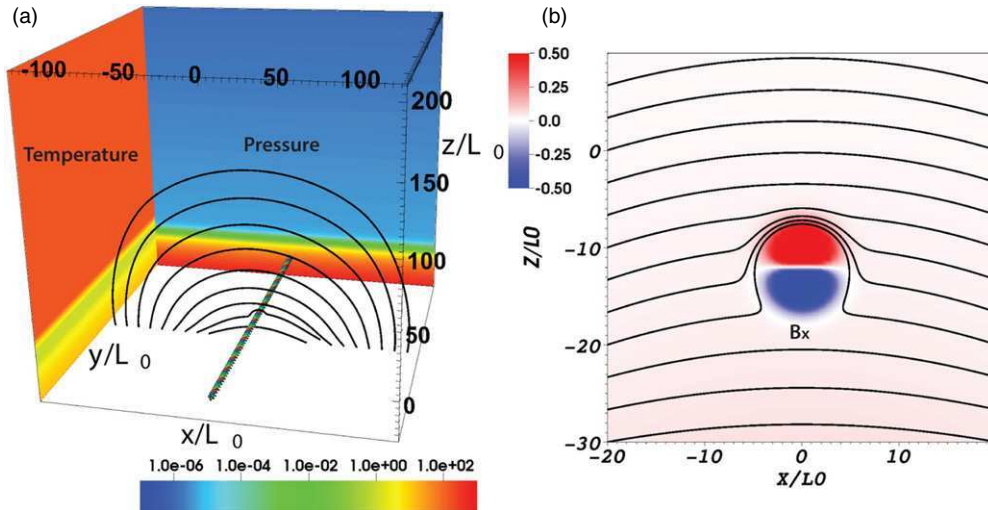 (a)
-100 -50 0 50 100
Temperature
Pressure
200
z/L 0
150
100
50
0
y/L 0
x/L 0
1.0e-06 1.0e-04 1.0e-02 1.0e+00 1.0e+02
(b)
0.50
0.25
0.0
-0.25
-0.50
Z/L0
0
-10
-20
-30
Bx
-20 -10 0 10
X/L0